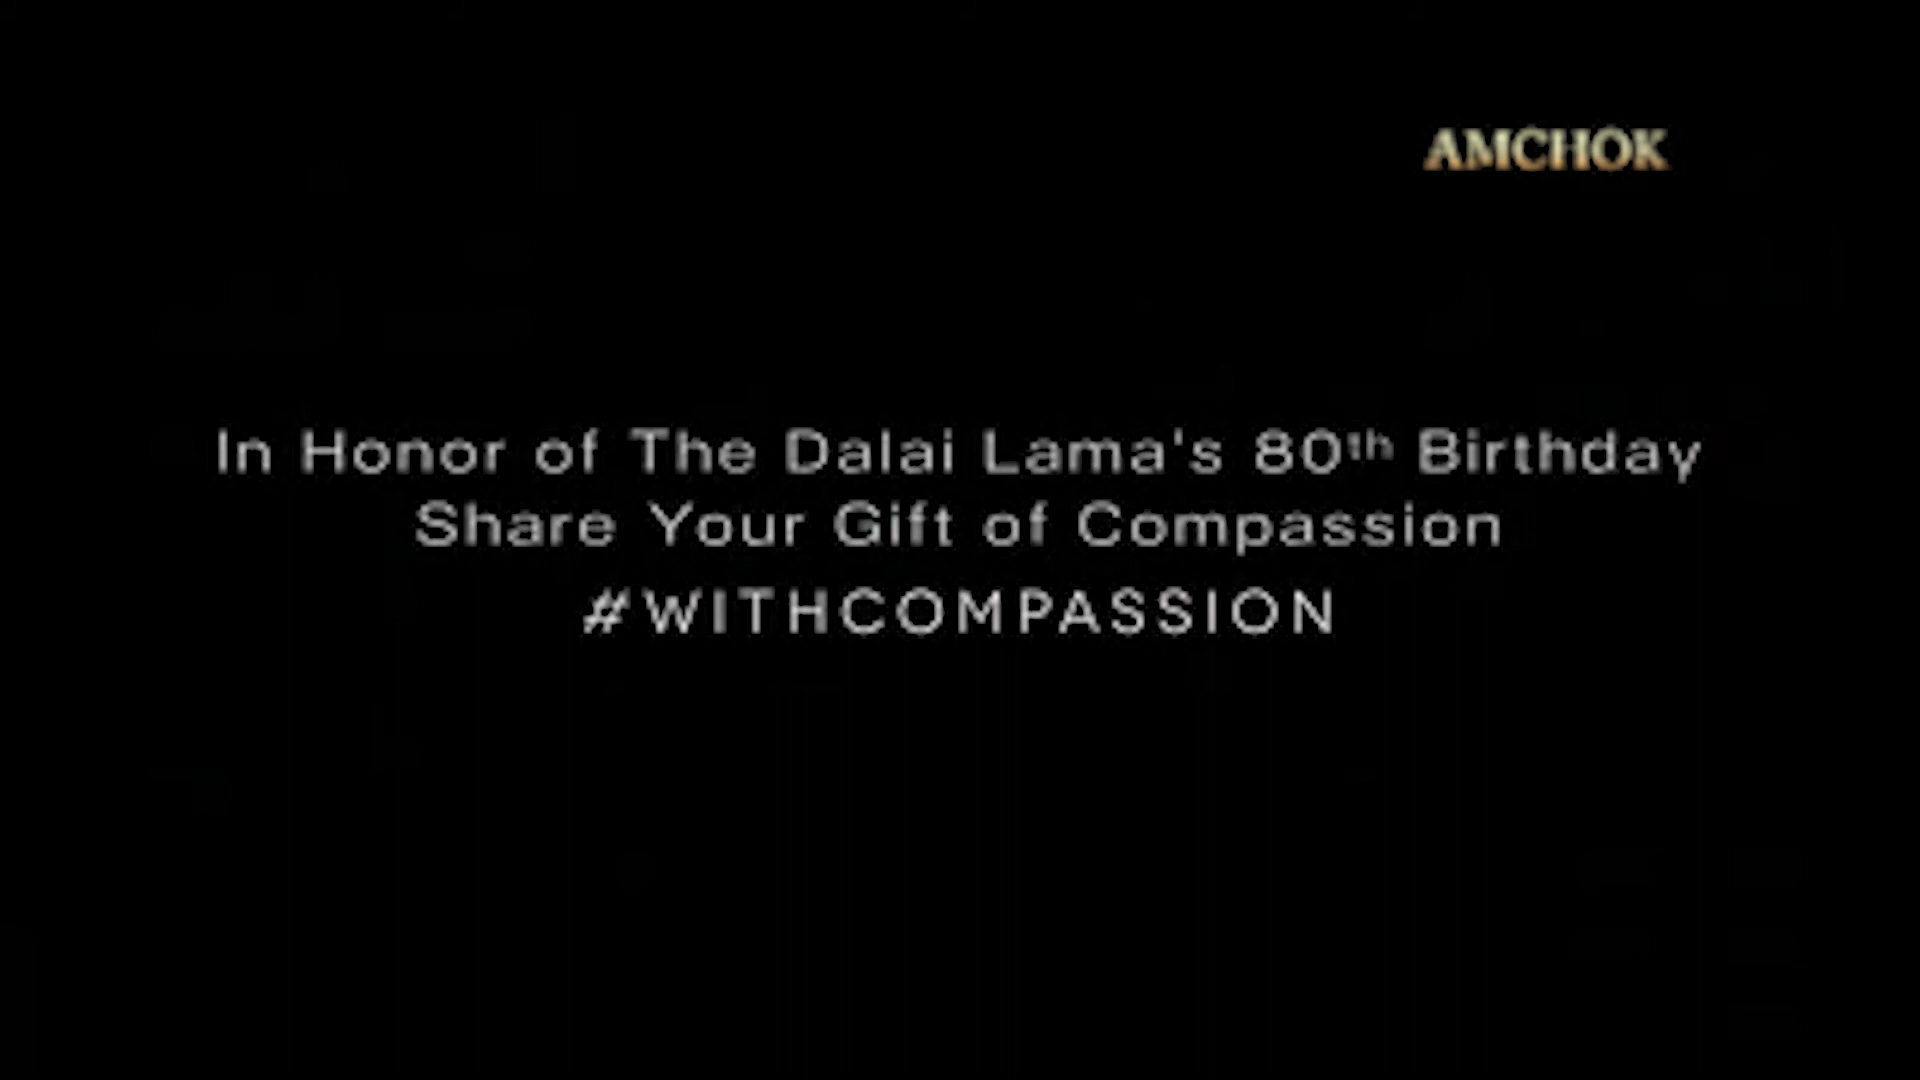 AMCHOK
In Honor of The Dalai Lama's 80th Birthday
Share Your Gift of Compassion
#WITHCOMPASSION